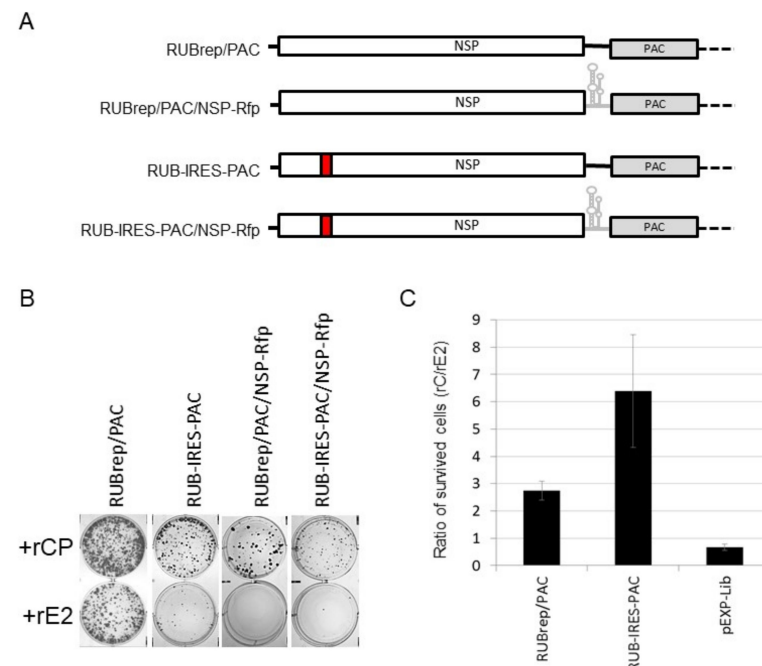 A
RUBrep/PAC
NSP
PAC
RUBrep/PAC/NSP-Rfp
NSP
PAC
RUB-IRES-PAC
NSP
PAC
RUB-IRES-PAC/NSP-Rfp
NSP
PAC
B
RUBrep/PAC
RUB-IRES-PAC
RUBrep/PAC/NSP-Rfp
RUB-IRES-PAC/NSP-Rfp
+rCP
+rE2
C
Ratio of survived cells (rC/rE2)
9
8
7
6
5
4
3
2
1
0
RUBrep/PAC
RUB-IRES-PAC
pEXP-Lib